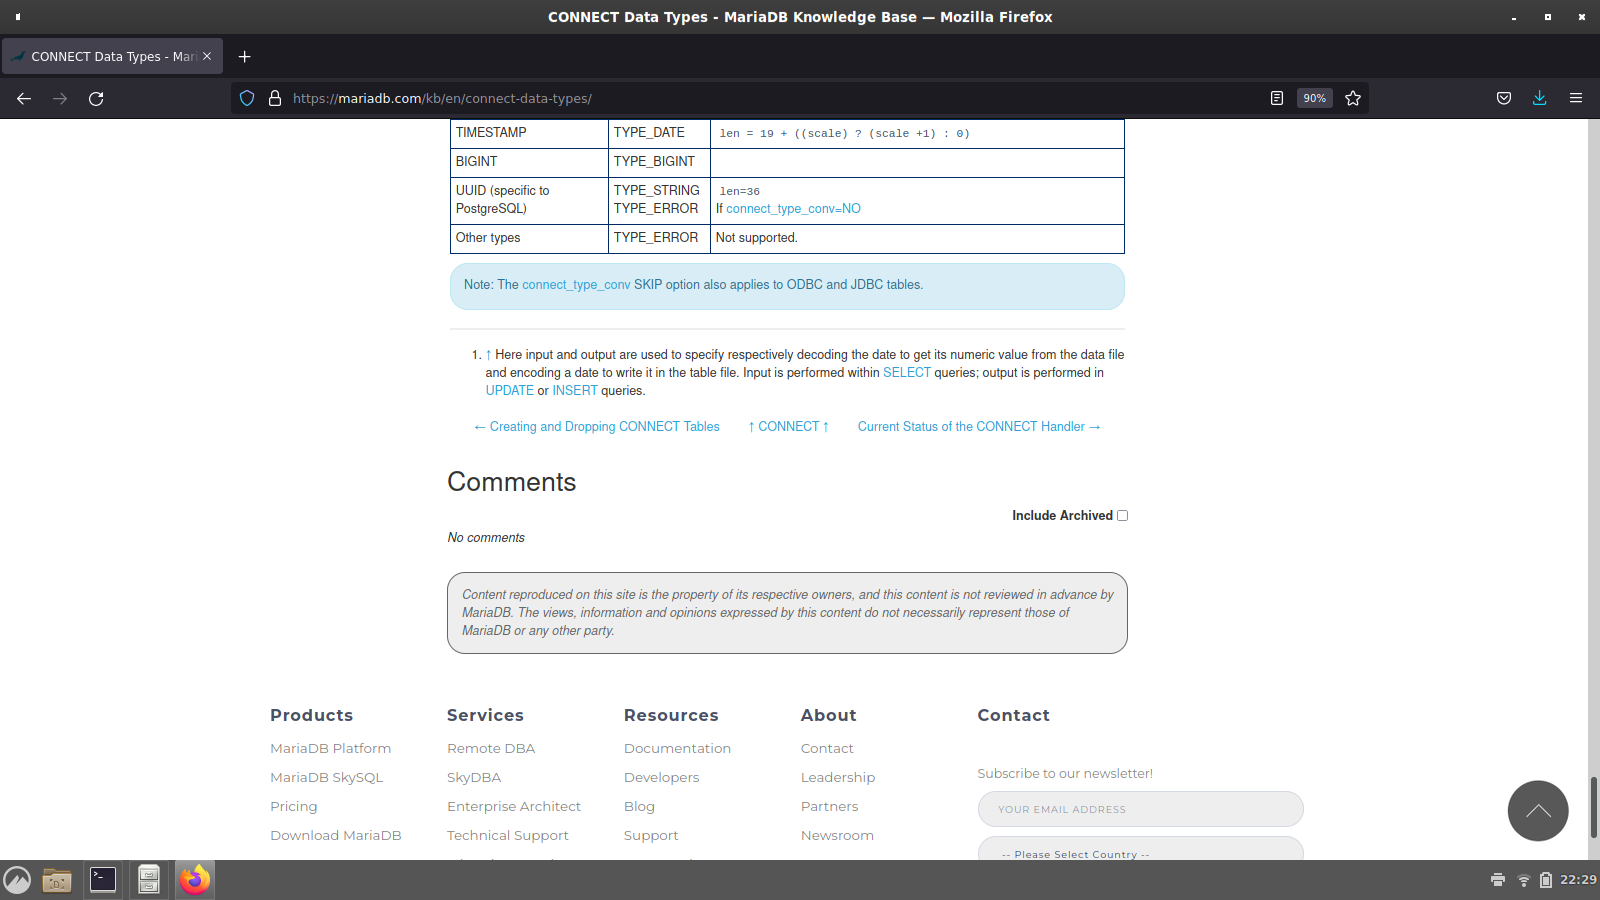 CONNECT Data Types - MariaDB Knowledge Base — Mozilla Firefox
CONNECT Data Types - Mari
https://mariadb.com/kb/en/connect-data-types/
90%
TIMESTAMP TYPE_DATE len = 19 + ((scale) ? (scale +1) : 0)
BIGINT TYPE_BIGINT
UUID (specific to TYPE_STRING len=36
PostgreSQL) TYPE_ERROR If connect_type_conv=NO
Other types TYPE_ERROR Not supported.
Note: The connect_type_conv SKIP option also applies to ODBC and JDBC tables.
1. ↑ Here input and output are used to specify respectively decoding the date to get its numeric value from the data file
and encoding a date to write it in the table file. Input is performed within SELECT queries; output is performed in
UPDATE or INSERT queries.
← Creating and Dropping CONNECT Tables ↑ CONNECT ↑ Current Status of the CONNECT Handler →
Comments
Include Archived
No comments
Content reproduced on this site is the property of its respective owners, and this content is not reviewed in advance by
MariaDB. The views, information and opinions expressed by this content do not necessarily represent those of
MariaDB or any other party.
Products Services Resources About Contact
MariaDB Platform Remote DBA Documentation Contact
MariaDB SkySQL SkyDBA Developers Leadership Subscribe to our newsletter!
Pricing Enterprise Architect Blog Partners YOUR EMAIL ADDRESS
Download MariaDB Technical Support Support Newsroom
-- Please Select Country --
22:29